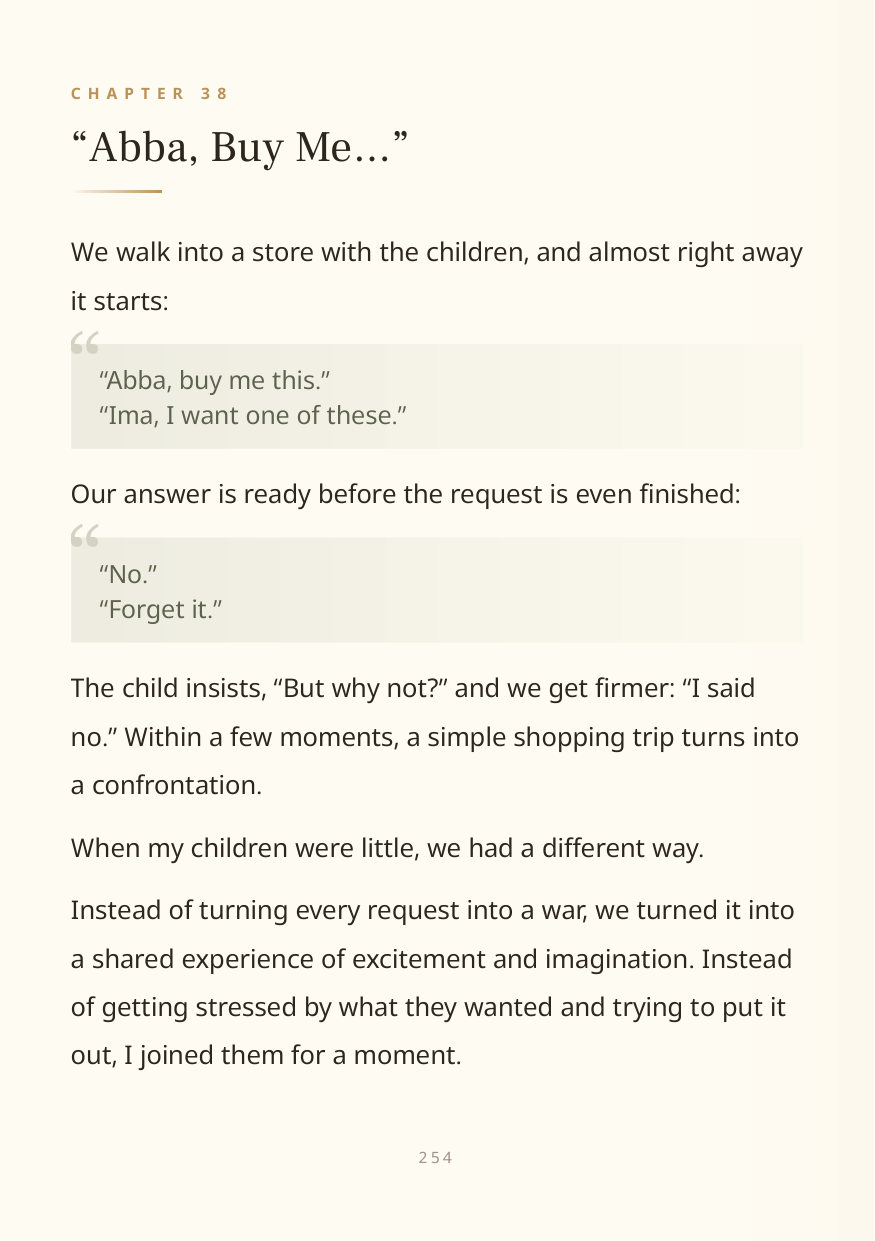 CHAPTER 38
“Abba, Buy Me…”
We walk into a store with the children, and almost right away
it starts:
“Abba, buy me this.”
“Ima, I want one of these.”
Our answer is ready before the request is even finished:
“No.”
“Forget it.”
The child insists, “But why not?” and we get firmer: “I said
no.” Within a few moments, a simple shopping trip turns into
a confrontation.
When my children were little, we had a different way.
Instead of turning every request into a war, we turned it into
a shared experience of excitement and imagination. Instead
of getting stressed by what they wanted and trying to put it
out, I joined them for a moment.
254